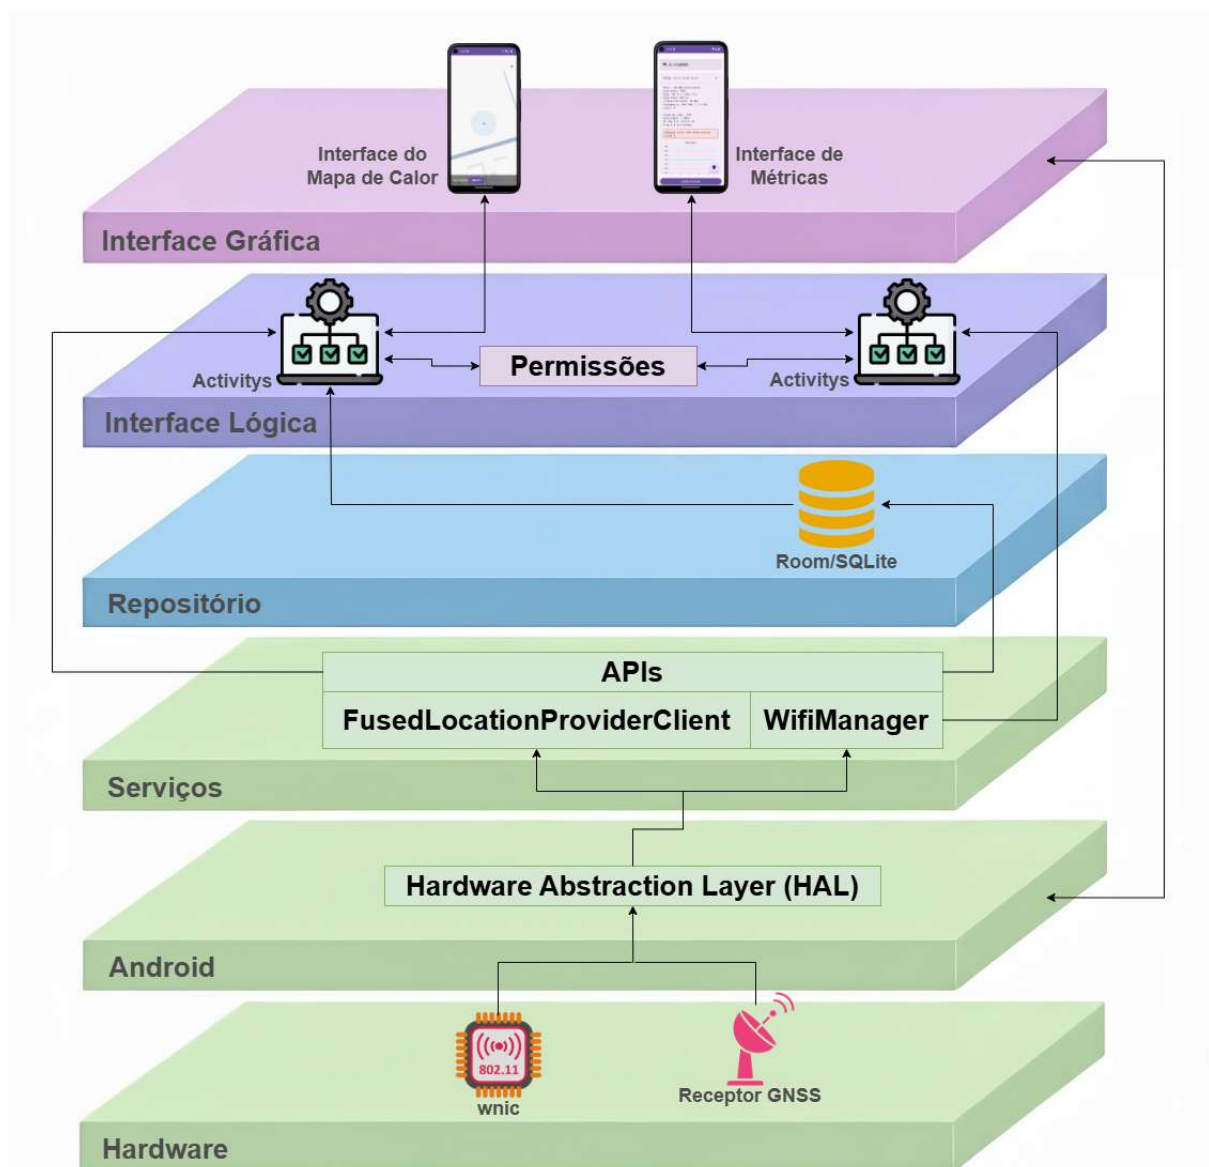 Interface do
Mapa de Calor
Interface de
Métricas
Interface Gráfica
Activitys
Permissões
Activitys
Interface Lógica
Room/SQLite
Repositório
APIs
FusedLocationProviderClient
WifiManager
Serviços
Hardware Abstraction Layer (HAL)
Android
802.11
wnic
Receptor GNSS
Hardware